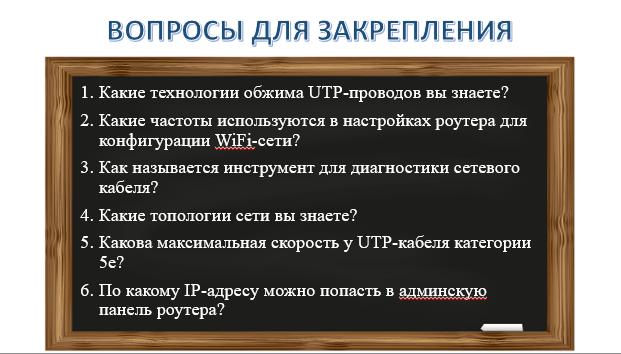 ВОПРОСЫ ДЛЯ ЗАКРЕПЛЕНИЯ
1. Какие технологии обжима UTP-проводов вы знаете?
2. Какие частоты используются в настройках роутера для
конфигурации WiFi-сети?
3. Как называется инструмент для диагностики сетевого
кабеля?
4. Какие топологии сети вы знаете?
5. Какова максимальная скорость у UTP-кабеля категории
5e?
6. По какому IP-адресу можно попасть в админскую
панель роутера?